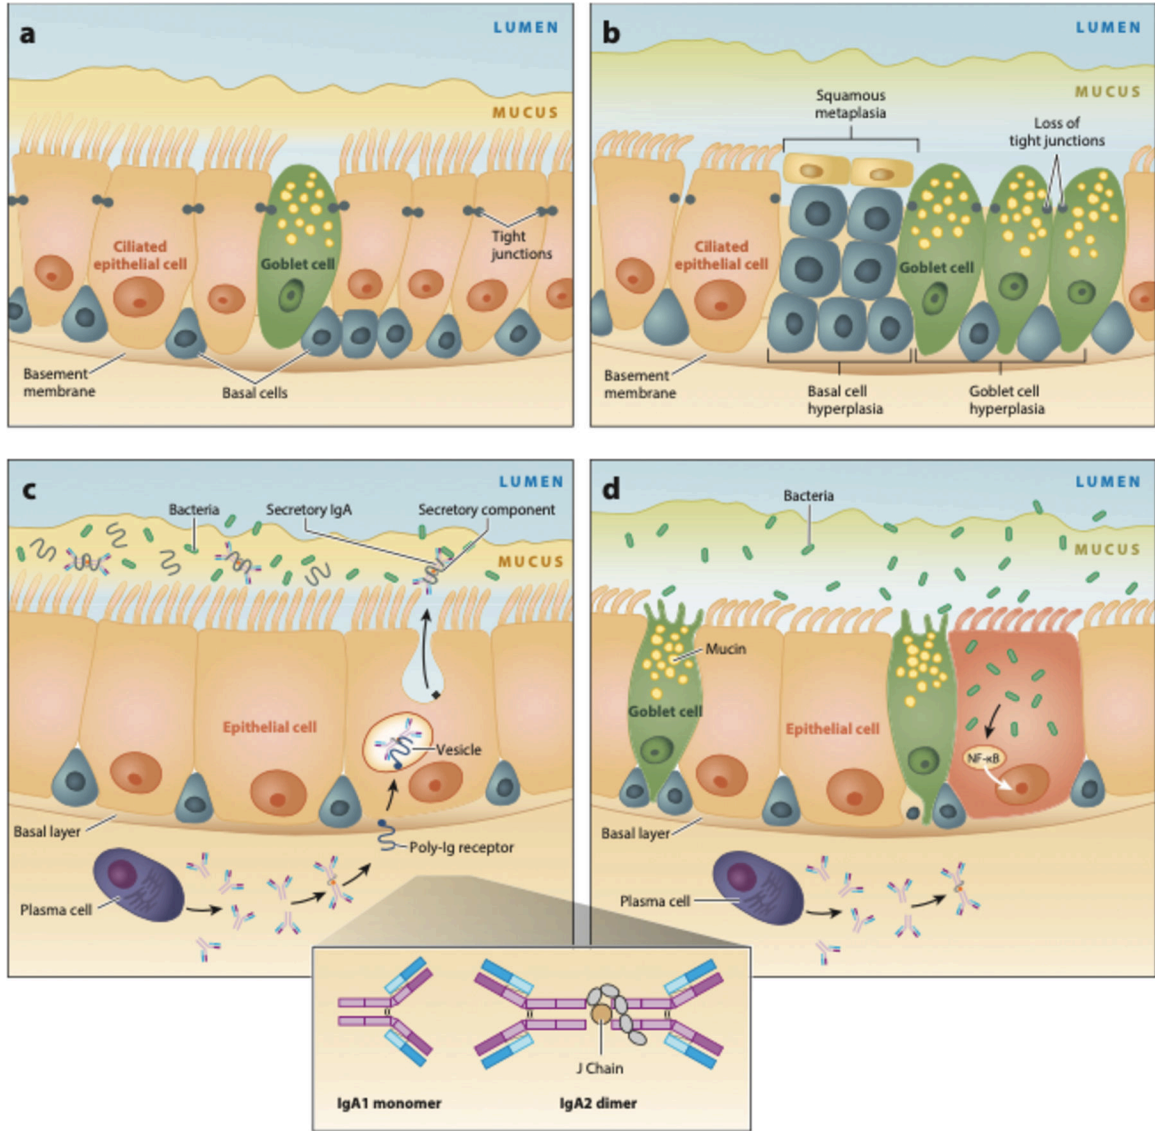 a
LUMEN
MUCUS
Ciliated
epithelial cell
Goblet cell
Tight
junctions
Basement
membrane
Basal cells
b
LUMEN
MUCUS
Squamous
metaplasia
Loss of
tight junctions
Ciliated
epithelial cell
Goblet cell
Basement
membrane
Basal cell
hyperplasia
Goblet cell
hyperplasia
c
LUMEN
Bacteria
Secretory IgA
Secretory component
MUCUS
Epithelial cell
Vesicle
Basal layer
Poly-Ig receptor
Plasma cell
d
LUMEN
Bacteria
MUCUS
Mucin
Goblet cell
Epithelial cell
NF-κB
Basal layer
Plasma cell
J Chain
IgA1 monomer
IgA2 dimer